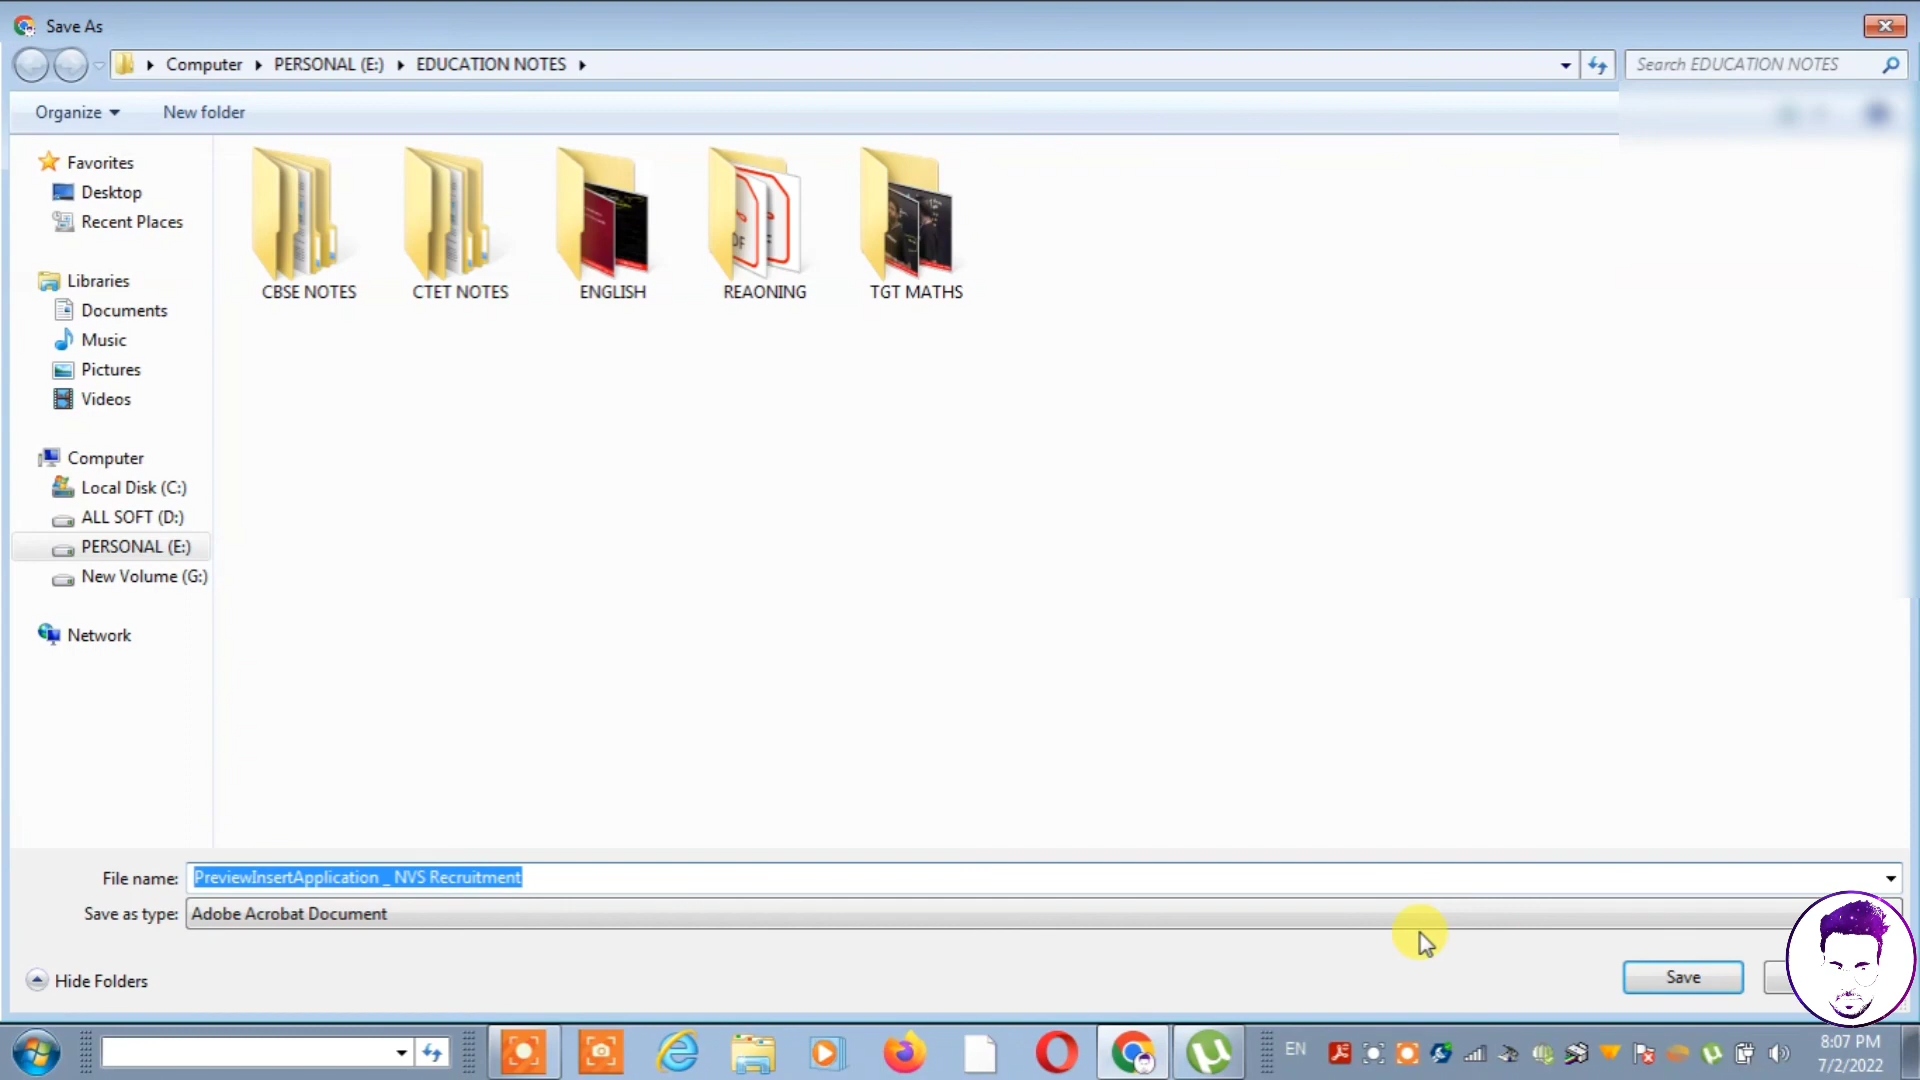 Save As
Computer PERSONAL (E:) EDUCATION NOTES
Search EDUCATION NOTES
Organize New folder
Favorites
Desktop
Recent Places
Libraries
Documents
Music
Pictures
Videos
Computer
Local Disk (C:)
ALL SOFT (D:)
PERSONAL (E:)
New Volume (G:)
Network
CBSE NOTES CTET NOTES ENGLISH REAONING TGT MATHS
File name: PreviewInsertApplication _ NVS Recruitment
Save as type: Adobe Acrobat Document
Hide Folders
Save
EN
8:07 PM
7/2/2022